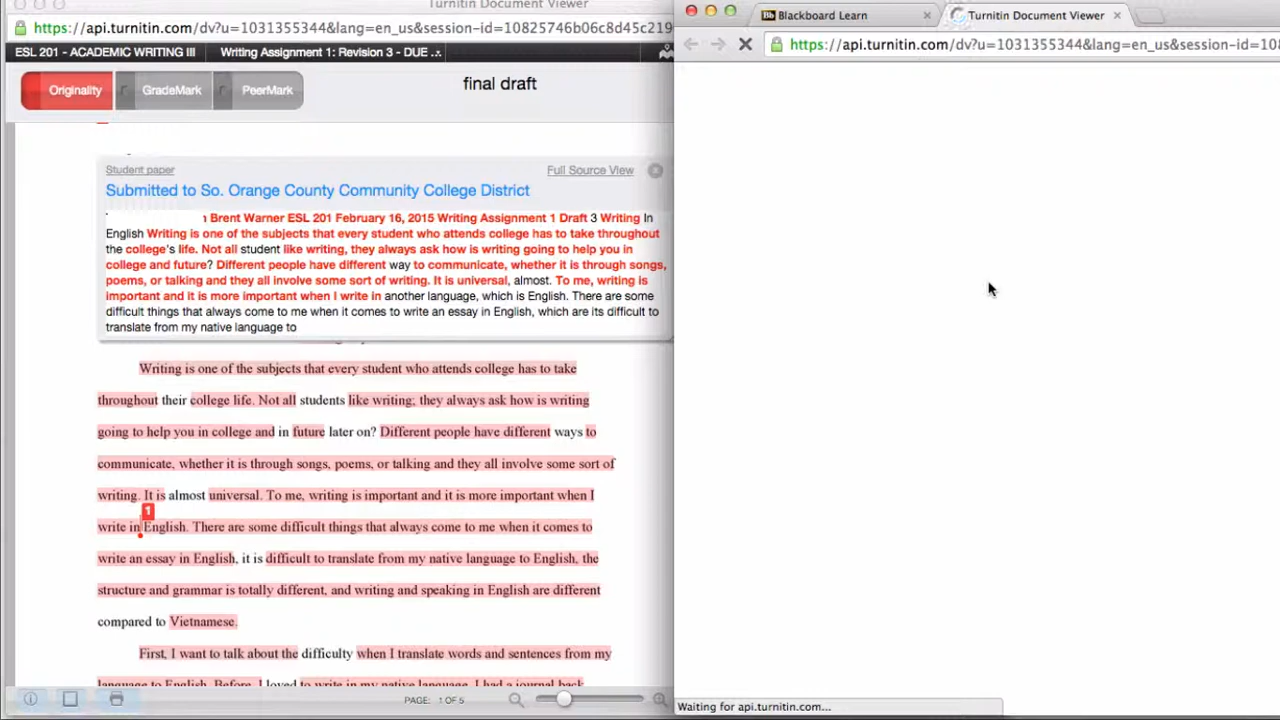 Turnitin Document Viewer
https://api.turnitin.com/dv?u=1031355344&lang=en_us&session-id=10825746b06c8d45c219
ESL 201 - ACADEMIC WRITING III
Writing Assignment 1: Revision 3 - DUE ...
Originality
GradeMark
PeerMark
final draft
Student paper
Full Source View
Submitted to So. Orange County Community College District
Brent Warner ESL 201 February 16, 2015 Writing Assignment 1 Draft 3 Writing In
English Writing is one of the subjects that every student who attends college has to take throughout
the college's life. Not all student like writing, they always ask how is writing going to help you in
college and future? Different people have different way to communicate, whether it is through songs,
poems, or talking and they all involve some sort of writing. It is universal, almost. To me, writing is
important and it is more important when I write in another language, which is English. There are some
difficult things that always come to me when it comes to write an essay in English, which are its difficult to
translate from my native language to
Writing is one of the subjects that every student who attends college has to take
throughout their college life. Not all students like writing; they always ask how is writing
going to help you in college and in future later on? Different people have different ways to
communicate, whether it is through songs, poems, or talking and they all involve some sort of
writing. It is almost universal. To me, writing is important and it is more important when I
1
write in English. There are some difficult things that always come to me when it comes to
write an essay in English, it is difficult to translate from my native language to English, the
structure and grammar is totally different, and writing and speaking in English are different
compared to Vietnamese.
First, I want to talk about the difficulty when I translate words and sentences from my
language to English. Before, I loved to write in my native language. I had a journal back
PAGE: 1 OF 5
Blackboard Learn
Turnitin Document Viewer
https://api.turnitin.com/dv?u=1031355344&lang=en_us&session-id=108
Waiting for api.turnitin.com...